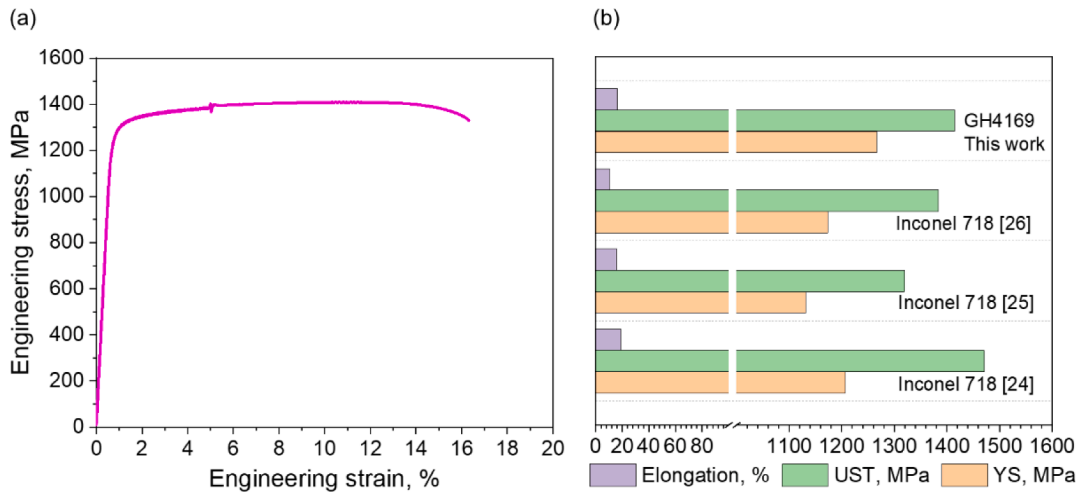 (a)
Engineering stress, MPa
1600
1400
1200
1000
800
600
400
200
0
0 2 4 6 8 10 12 14 16 18 20
Engineering strain, %
(b)
GH4169
This work
Inconel 718 [26]
Inconel 718 [25]
Inconel 718 [24]
0 20 40 60 80 1100 1200 1300 1400 1500 1600
Elongation, % UST, MPa YS, MPa